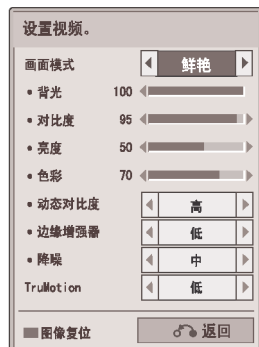 设置视频。
画面模式 鲜艳
• 背光 100
• 对比度 95
• 亮度 50
• 色彩 70
• 动态对比度 高
• 边缘增强器 低
• 降噪 中
TruMotion 低
图像复位 返回